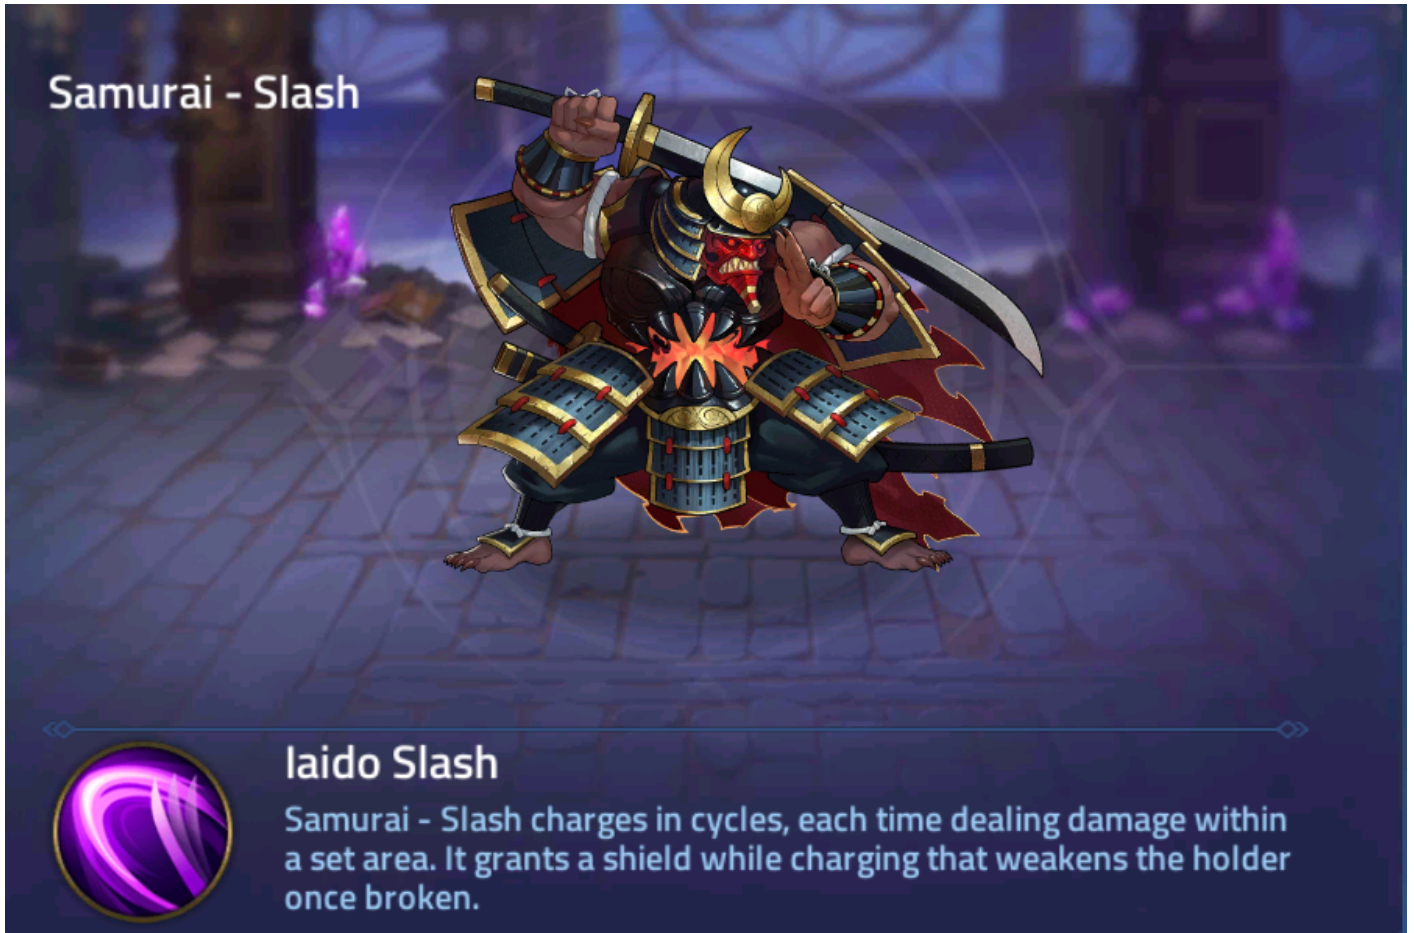 Samurai - Slash
Iaido Slash
Samurai - Slash charges in cycles, each time dealing damage within
a set area. It grants a shield while charging that weakens the holder
once broken.